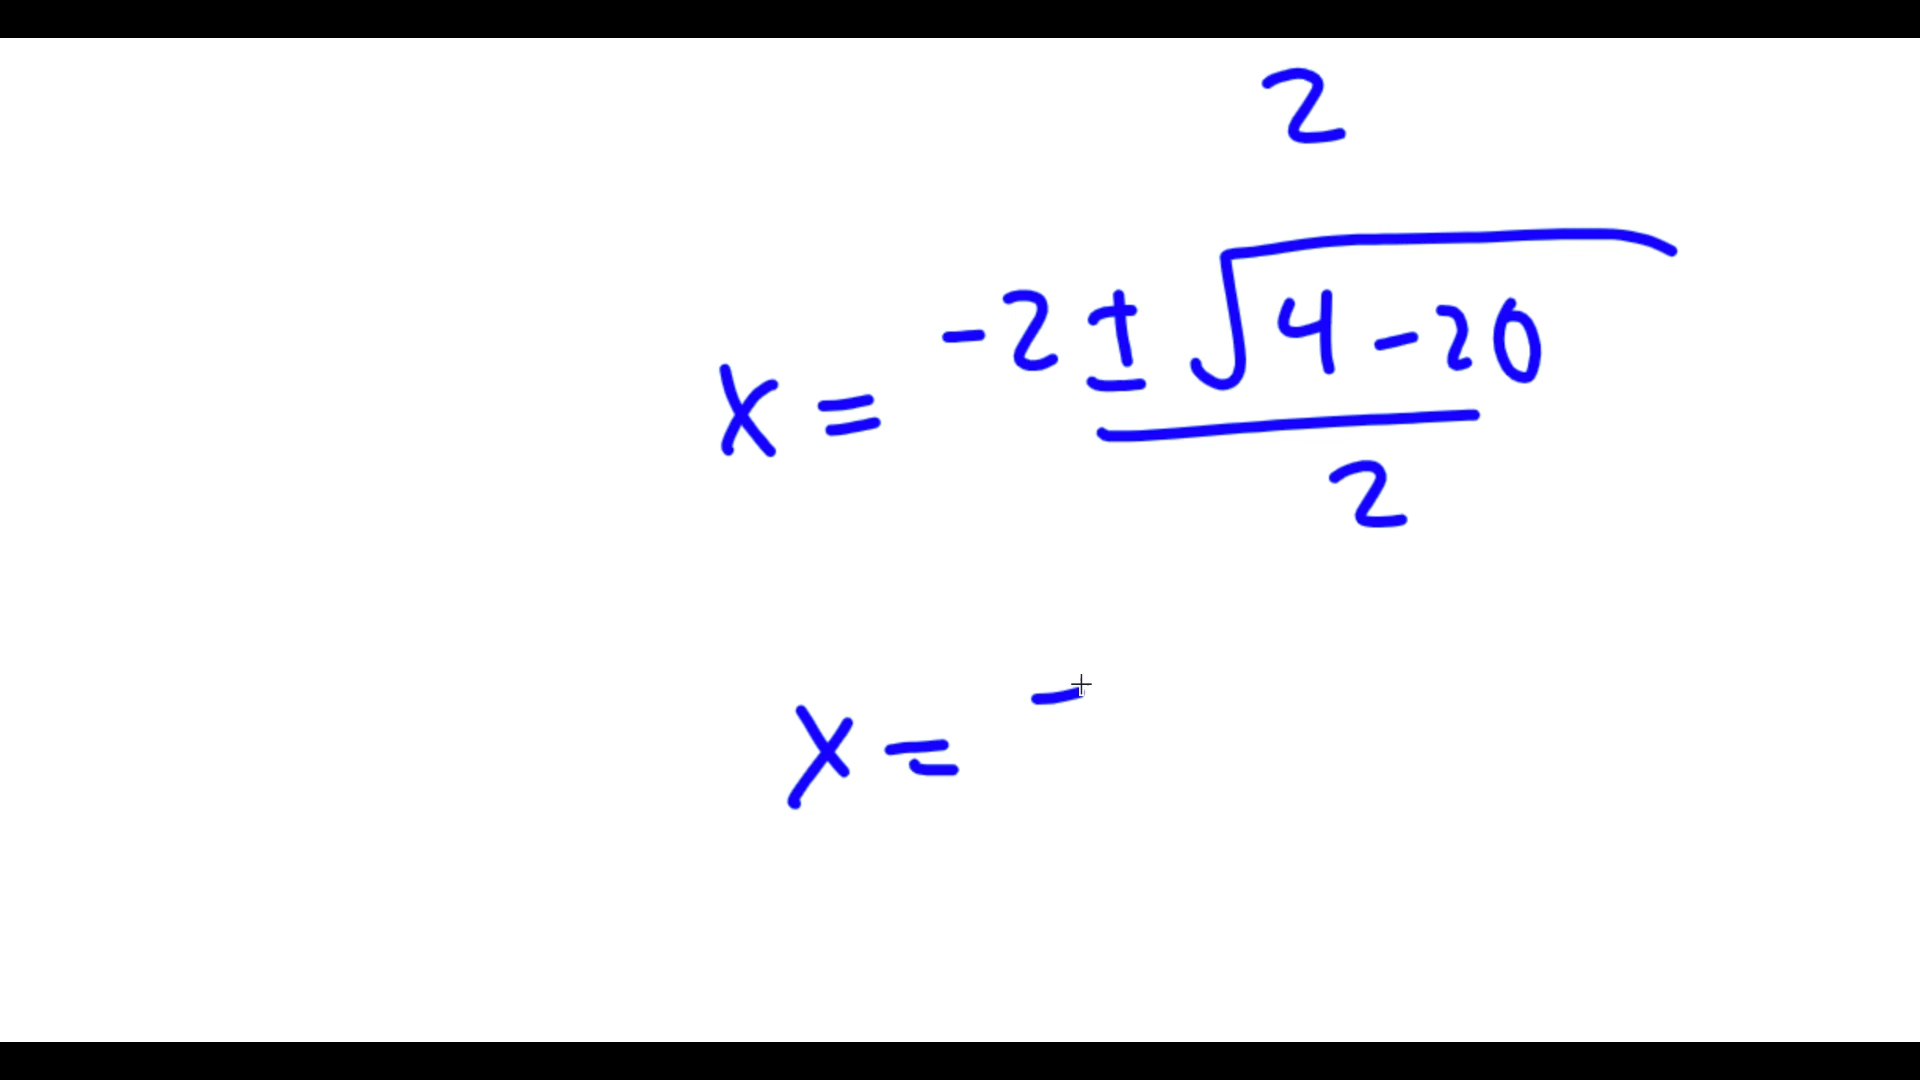 2
x = -2 ± √4 - 20
2
x = -